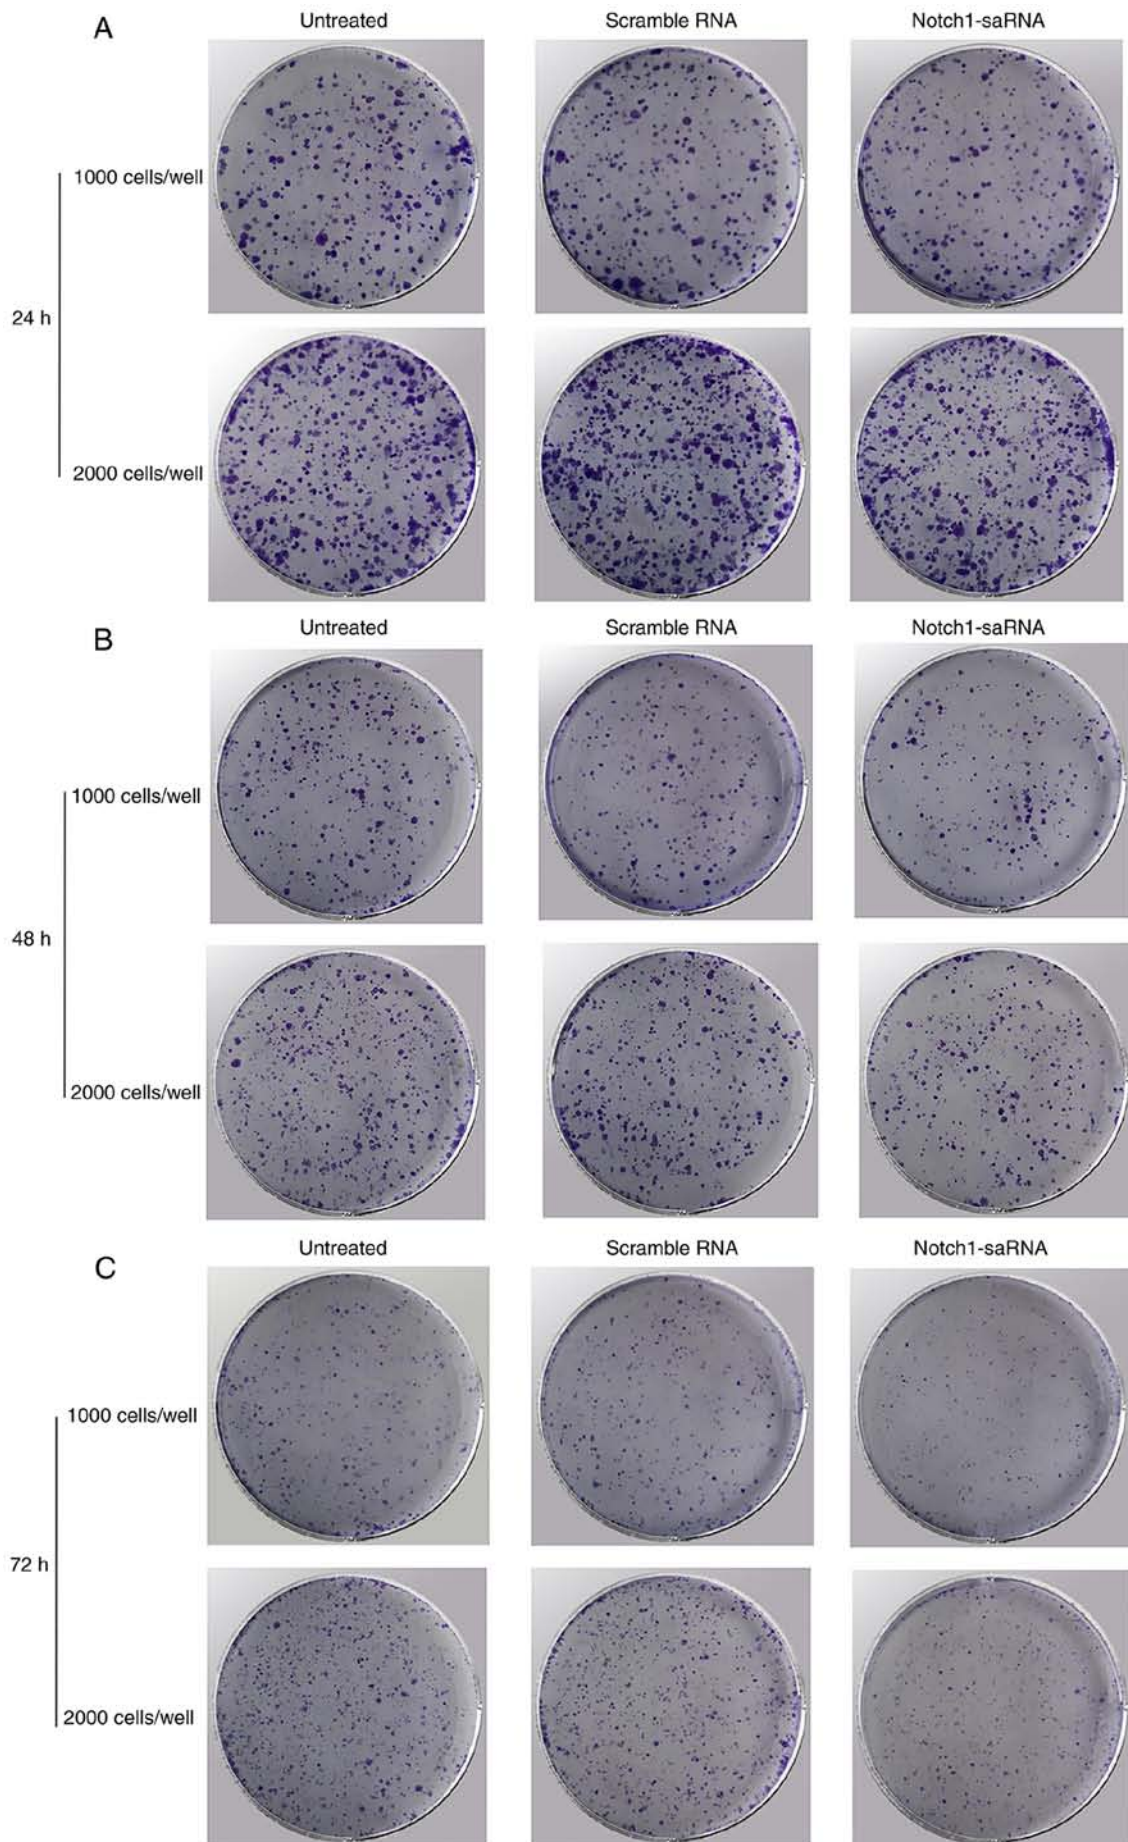 A
Untreated
Scramble RNA
Notch1-saRNA
1000 cells/well
24 h
2000 cells/well
B
Untreated
Scramble RNA
Notch1-saRNA
1000 cells/well
48 h
2000 cells/well
C
Untreated
Scramble RNA
Notch1-saRNA
1000 cells/well
72 h
2000 cells/well